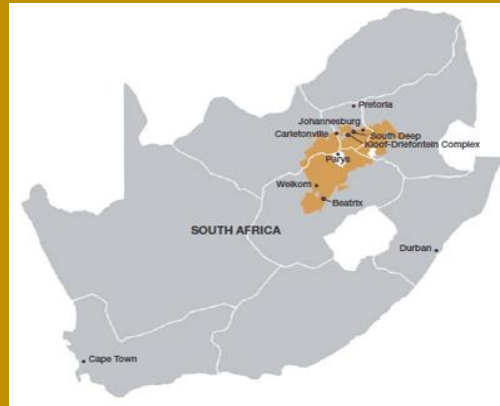 Pretoria
Johannesburg
Carletonville
South Deep
Kloof-Driefontein Complex
Parys
Welkom
Beatrix
SOUTH AFRICA
Durban
Cape Town